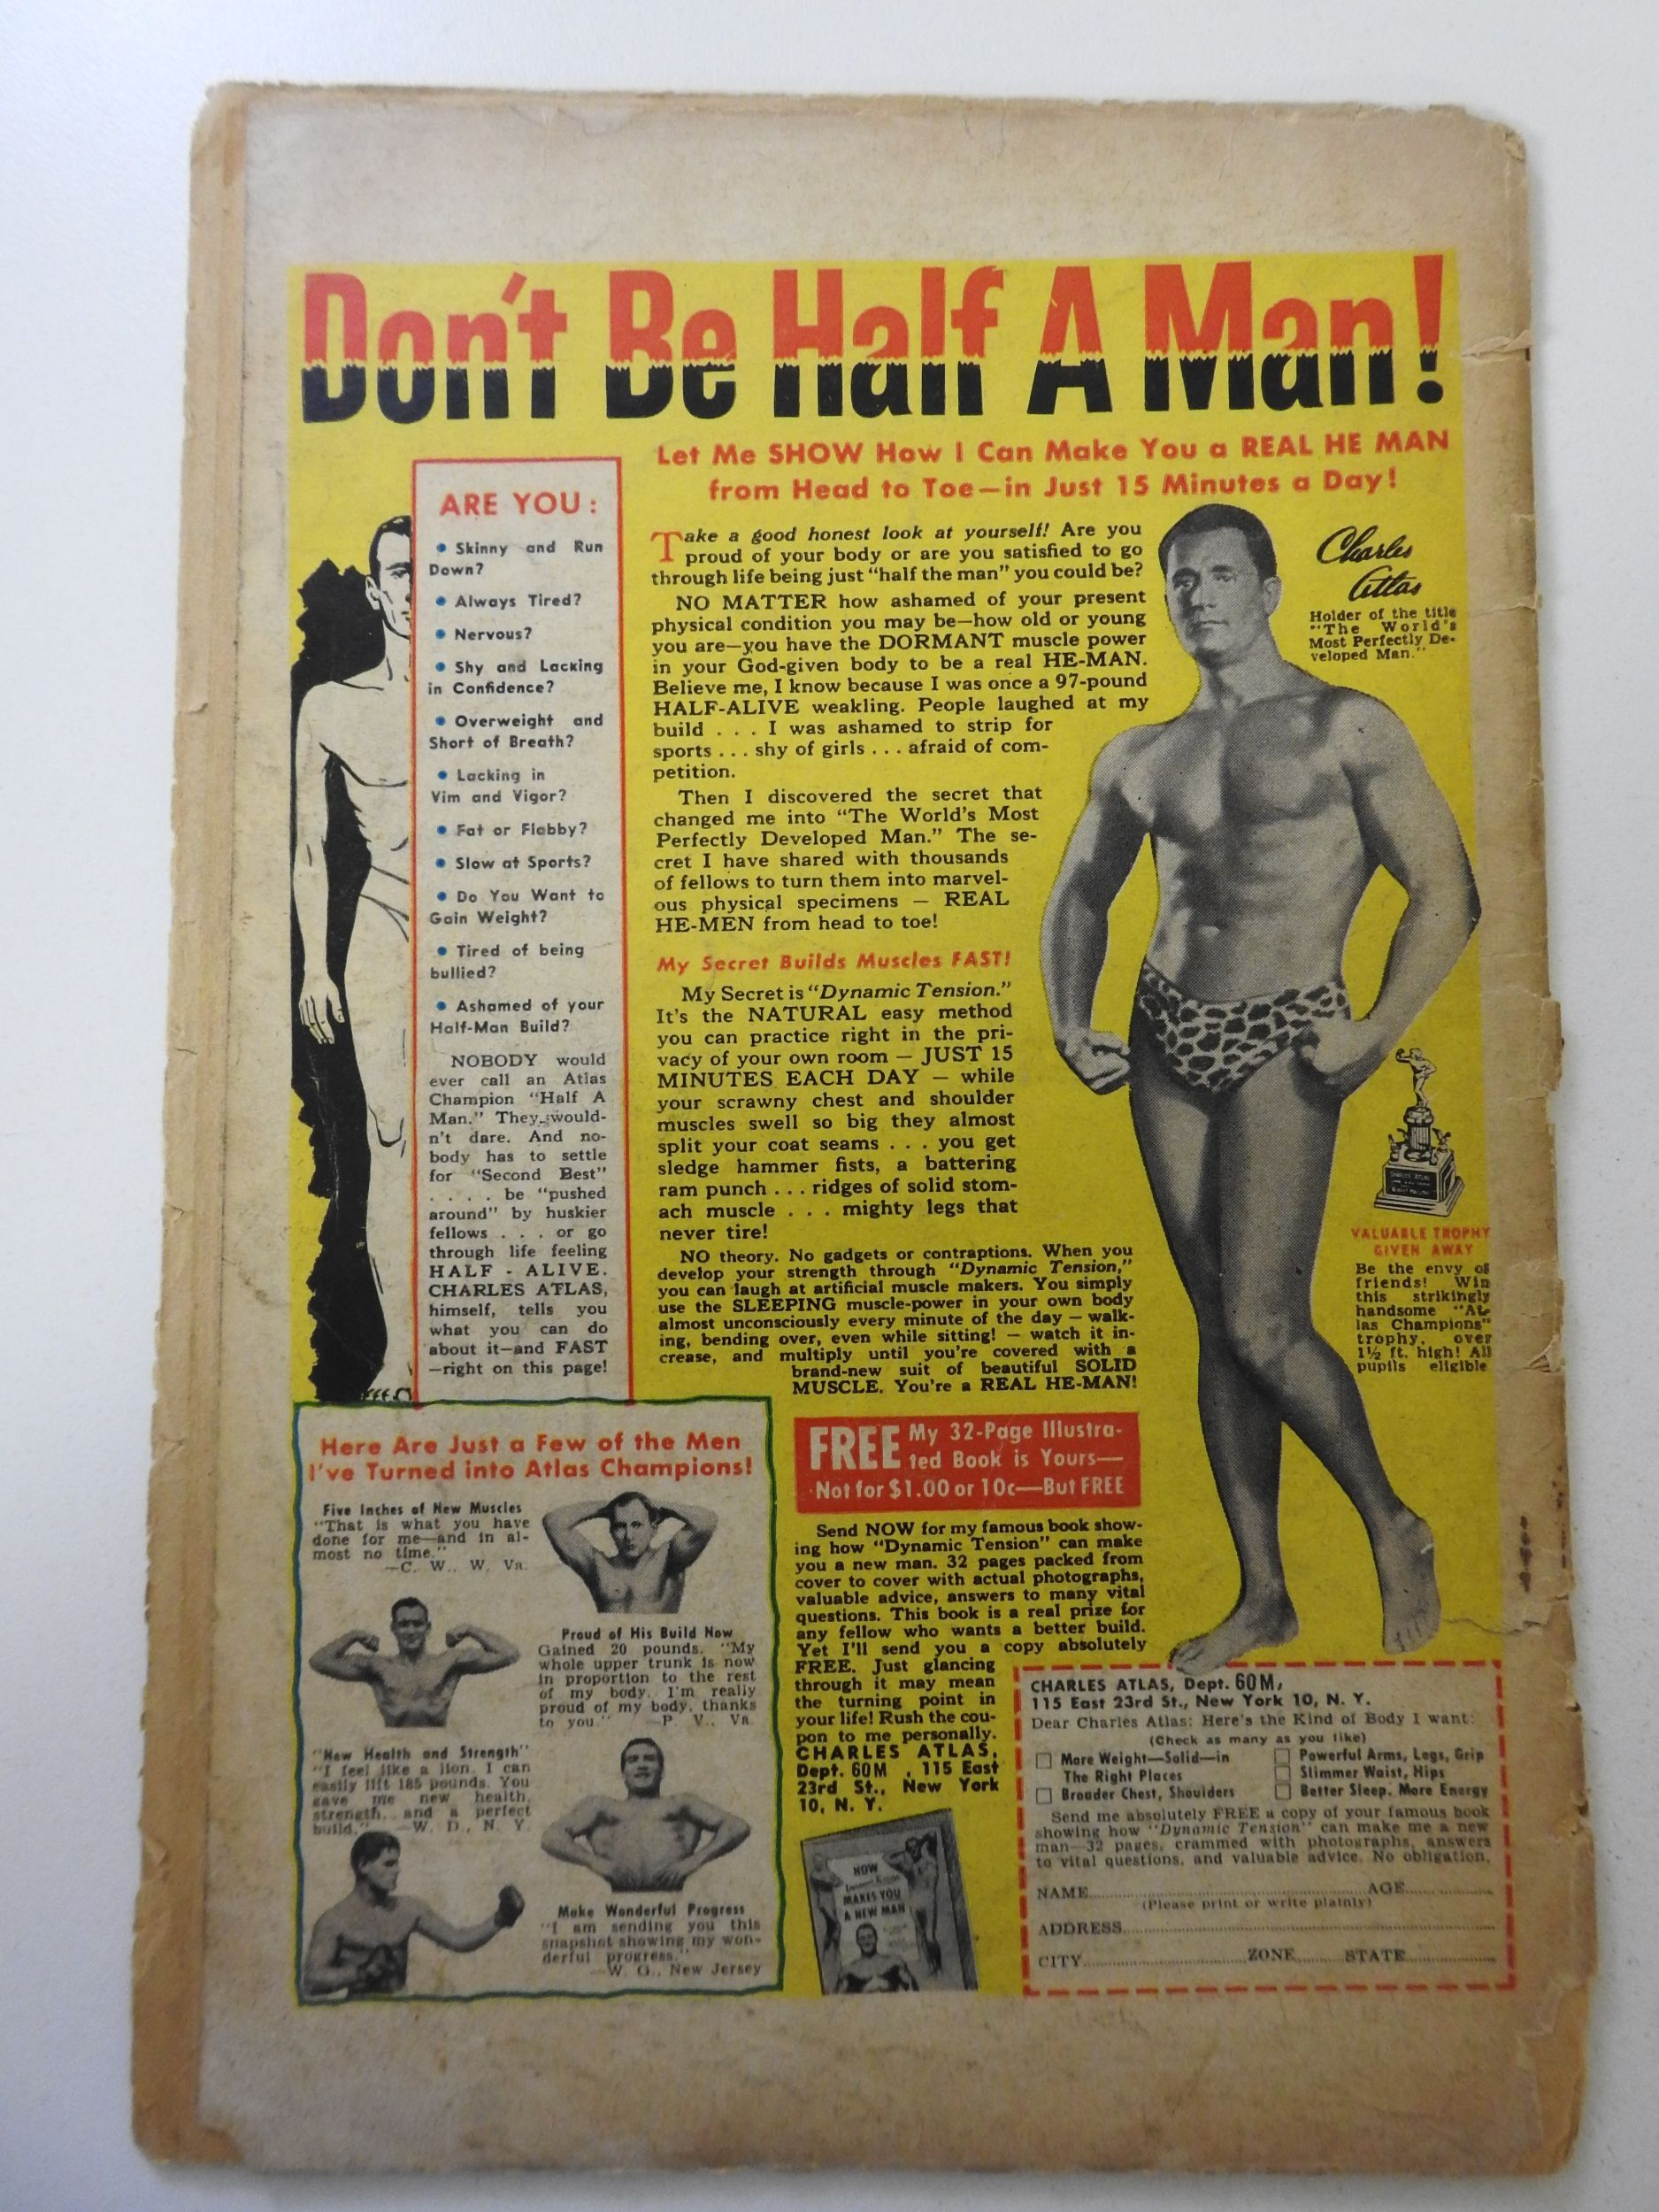 Don't Be Half A Man!
Let Me SHOW How I Can Make You a REAL HE MAN
from Head to Toe—in Just 15 Minutes a Day!
ARE YOU:
• Skinny and Run
Down?
• Always Tired?
• Nervous?
• Shy and Lacking
in Confidence?
• Overweight and
Short of Breath?
• Lacking in
Vim and Vigor?
• Fat or Flabby?
• Slow at Sports?
• Do You Want to
Gain Weight?
• Tired of being
bullied?
• Ashamed of your
Half-Man Build?
NOBODY would
ever call an Atlas
Champion "Half A
Man." They would-
n't dare. And no-
body has to settle
for "Second Best"
. . . . be "pushed
around" by huskier
fellows . . . or go
through life feeling
HALF - ALIVE.
CHARLES ATLAS,
himself, tells you
what you can do
about it—and FAST
—right on this page!
Take a good honest look at yourself! Are you
proud of your body or are you satisfied to go
through life being just "half the man" you could be?
NO MATTER how ashamed of your present
physical condition you may be—how old or young
you are—you have the DORMANT muscle power
in your God-given body to be a real HE-MAN.
Believe me, I know because I was once a 97-pound
HALF-ALIVE weakling. People laughed at my
build . . . I was ashamed to strip for
sports . . . shy of girls . . . afraid of com-
petition.
Then I discovered the secret that
changed me into "The World's Most
Perfectly Developed Man." The se-
cret I have shared with thousands
of fellows to turn them into marvel-
ous physical specimens — REAL
HE-MEN from head to toe!
My Secret Builds Muscles FAST!
My Secret is "Dynamic Tension."
It's the NATURAL easy method
you can practice right in the pri-
vacy of your own room — JUST 15
MINUTES EACH DAY — while
your scrawny chest and shoulder
muscles swell so big they almost
split your coat seams . . . you get
sledge hammer fists, a battering
ram punch . . . ridges of solid stom-
ach muscle . . . mighty legs that
never tire!
NO theory. No gadgets or contraptions. When you
develop your strength through "Dynamic Tension,"
you can laugh at artificial muscle makers. You simply
use the SLEEPING muscle-power in your own body
almost unconsciously every minute of the day — walk-
ing, bending over, even while sitting! — watch it in-
crease, and multiply until you're covered with a
brand-new suit of beautiful SOLID
MUSCLE. You're a REAL HE-MAN!
Charles
Atlas
Holder of the title
"The World's
Most Perfectly De-
veloped Man."
VALUABLE TROPHY
GIVEN AWAY
Be the envy of
friends! Win
this strikingly
handsome "At-
las Champions"
trophy, over
1½ ft. high! All
pupils eligible
Here Are Just a Few of the Men
I've Turned into Atlas Champions!
Five Inches of New Muscles
"That is what you have
done for me—and in al-
most no time."
—C. W., W. Va.
Proud of His Build Now
Gained 20 pounds. "My
whole upper trunk is now
in proportion to the rest
of my body. I'm really
proud of my body, thanks
to you." —P. V., Va.
"New Health and Strength"
"I feel like a lion. I can
easily lift 185 pounds. You
gave me new health,
strength, and a perfect
build." —W. D., N. Y.
Make Wonderful Progress
"I am sending you this
snapshot showing my won-
derful progress."
—W. G., New Jersey
FREE My 32-Page Illustra-
ted Book is Yours—
Not for $1.00 or 10c—But FREE
Send NOW for my famous book show-
ing how "Dynamic Tension" can make
you a new man. 32 pages packed from
cover to cover with actual photographs,
valuable advice, answers to many vital
questions. This book is a real prize for
any fellow who wants a better build.
Yet I'll send you a copy absolutely
FREE. Just glancing
through it may mean
the turning point in
your life! Rush the cou-
pon to me personally.
CHARLES ATLAS,
Dept. 60M , 115 East
23rd St., New York
10, N. Y.
HOW
MAKES YOU
A NEW MAN
CHARLES ATLAS, Dept. 60M,
115 East 23rd St., New York 10, N. Y.
Dear Charles Atlas: Here's the Kind of Body I want:
(Check as many as you like)
More Weight—Solid—in
The Right Places
Broader Chest, Shoulders
Powerful Arms, Legs, Grip
Slimmer Waist, Hips
Better Sleep, More Energy
Send me absolutely FREE a copy of your famous book
showing how "Dynamic Tension" can make me a new
man—32 pages, crammed with photographs, answers
to vital questions, and valuable advice. No obligation.
NAME AGE
(Please print or write plainly)
ADDRESS
CITY ZONE STATE